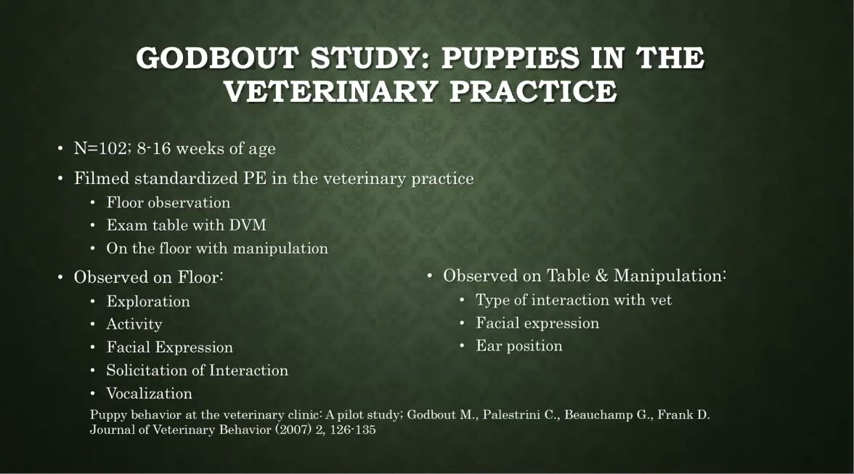 GODBOUT STUDY: PUPPIES IN THE
VETERINARY PRACTICE
• N=102; 8-16 weeks of age
• Filmed standardized PE in the veterinary practice
• Floor observation
• Exam table with DVM
• On the floor with manipulation
• Observed on Floor:
• Exploration
• Activity
• Facial Expression
• Solicitation of Interaction
• Vocalization
• Observed on Table & Manipulation:
• Type of interaction with vet
• Facial expression
• Ear position
Puppy behavior at the veterinary clinic: A pilot study; Godbout M., Palestrini C., Beauchamp G., Frank D.
Journal of Veterinary Behavior (2007) 2, 126-135